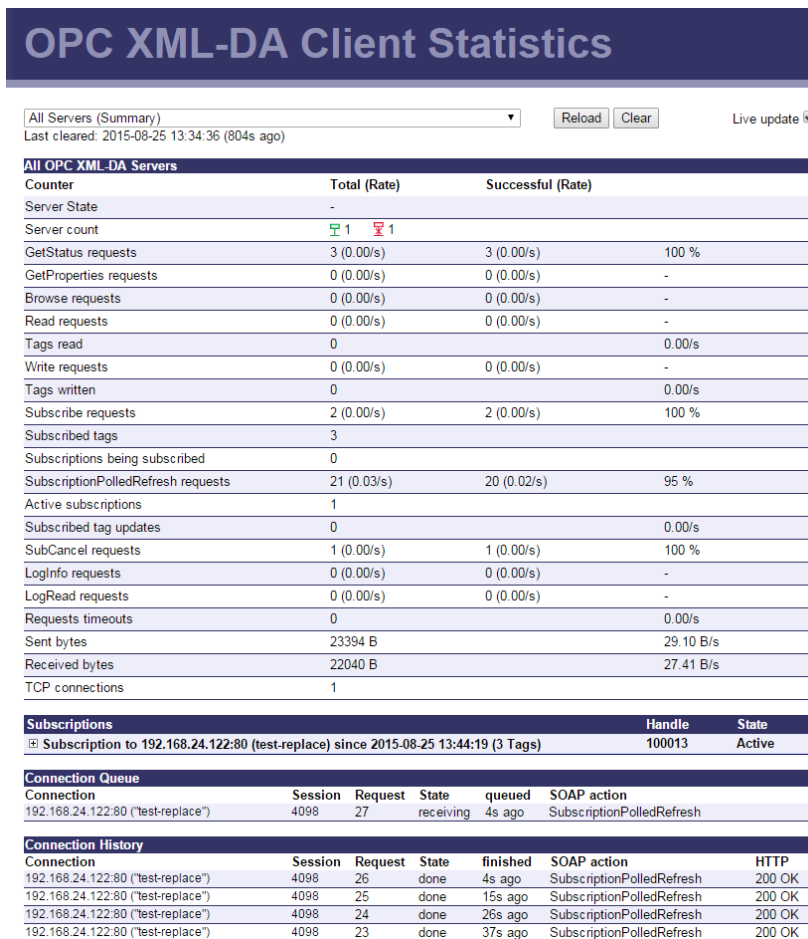 OPC XML-DA Client Statistics
All Servers (Summary) Reload Clear Live update
Last cleared: 2015-08-25 13:34:36 (804s ago)
All OPC XML-DA Servers
Counter Total (Rate) Successful (Rate)
Server State -
Server count 1 1
GetStatus requests 3 (0.00/s) 3 (0.00/s) 100 %
GetProperties requests 0 (0.00/s) 0 (0.00/s) -
Browse requests 0 (0.00/s) 0 (0.00/s) -
Read requests 0 (0.00/s) 0 (0.00/s) -
Tags read 0 0.00/s
Write requests 0 (0.00/s) 0 (0.00/s) -
Tags written 0 0.00/s
Subscribe requests 2 (0.00/s) 2 (0.00/s) 100 %
Subscribed tags 3
Subscriptions being subscribed 0
SubscriptionPolledRefresh requests 21 (0.03/s) 20 (0.02/s) 95 %
Active subscriptions 1
Subscribed tag updates 0 0.00/s
SubCancel requests 1 (0.00/s) 1 (0.00/s) 100 %
LogInfo requests 0 (0.00/s) 0 (0.00/s) -
LogRead requests 0 (0.00/s) 0 (0.00/s) -
Requests timeouts 0 0.00/s
Sent bytes 23394 B 29.10 B/s
Received bytes 22040 B 27.41 B/s
TCP connections 1
Subscriptions Handle State
Subscription to 192.168.24.122:80 (test-replace) since 2015-08-25 13:44:19 (3 Tags) 100013 Active
Connection Queue
Connection Session Request State queued SOAP action
192.168.24.122:80 ("test-replace") 4098 27 receiving 4s ago SubscriptionPolledRefresh
Connection History
Connection Session Request State finished SOAP action HTTP
192.168.24.122:80 ("test-replace") 4098 26 done 4s ago SubscriptionPolledRefresh 200 OK
192.168.24.122:80 ("test-replace") 4098 25 done 15s ago SubscriptionPolledRefresh 200 OK
192.168.24.122:80 ("test-replace") 4098 24 done 26s ago SubscriptionPolledRefresh 200 OK
192.168.24.122:80 ("test-replace") 4098 23 done 37s ago SubscriptionPolledRefresh 200 OK